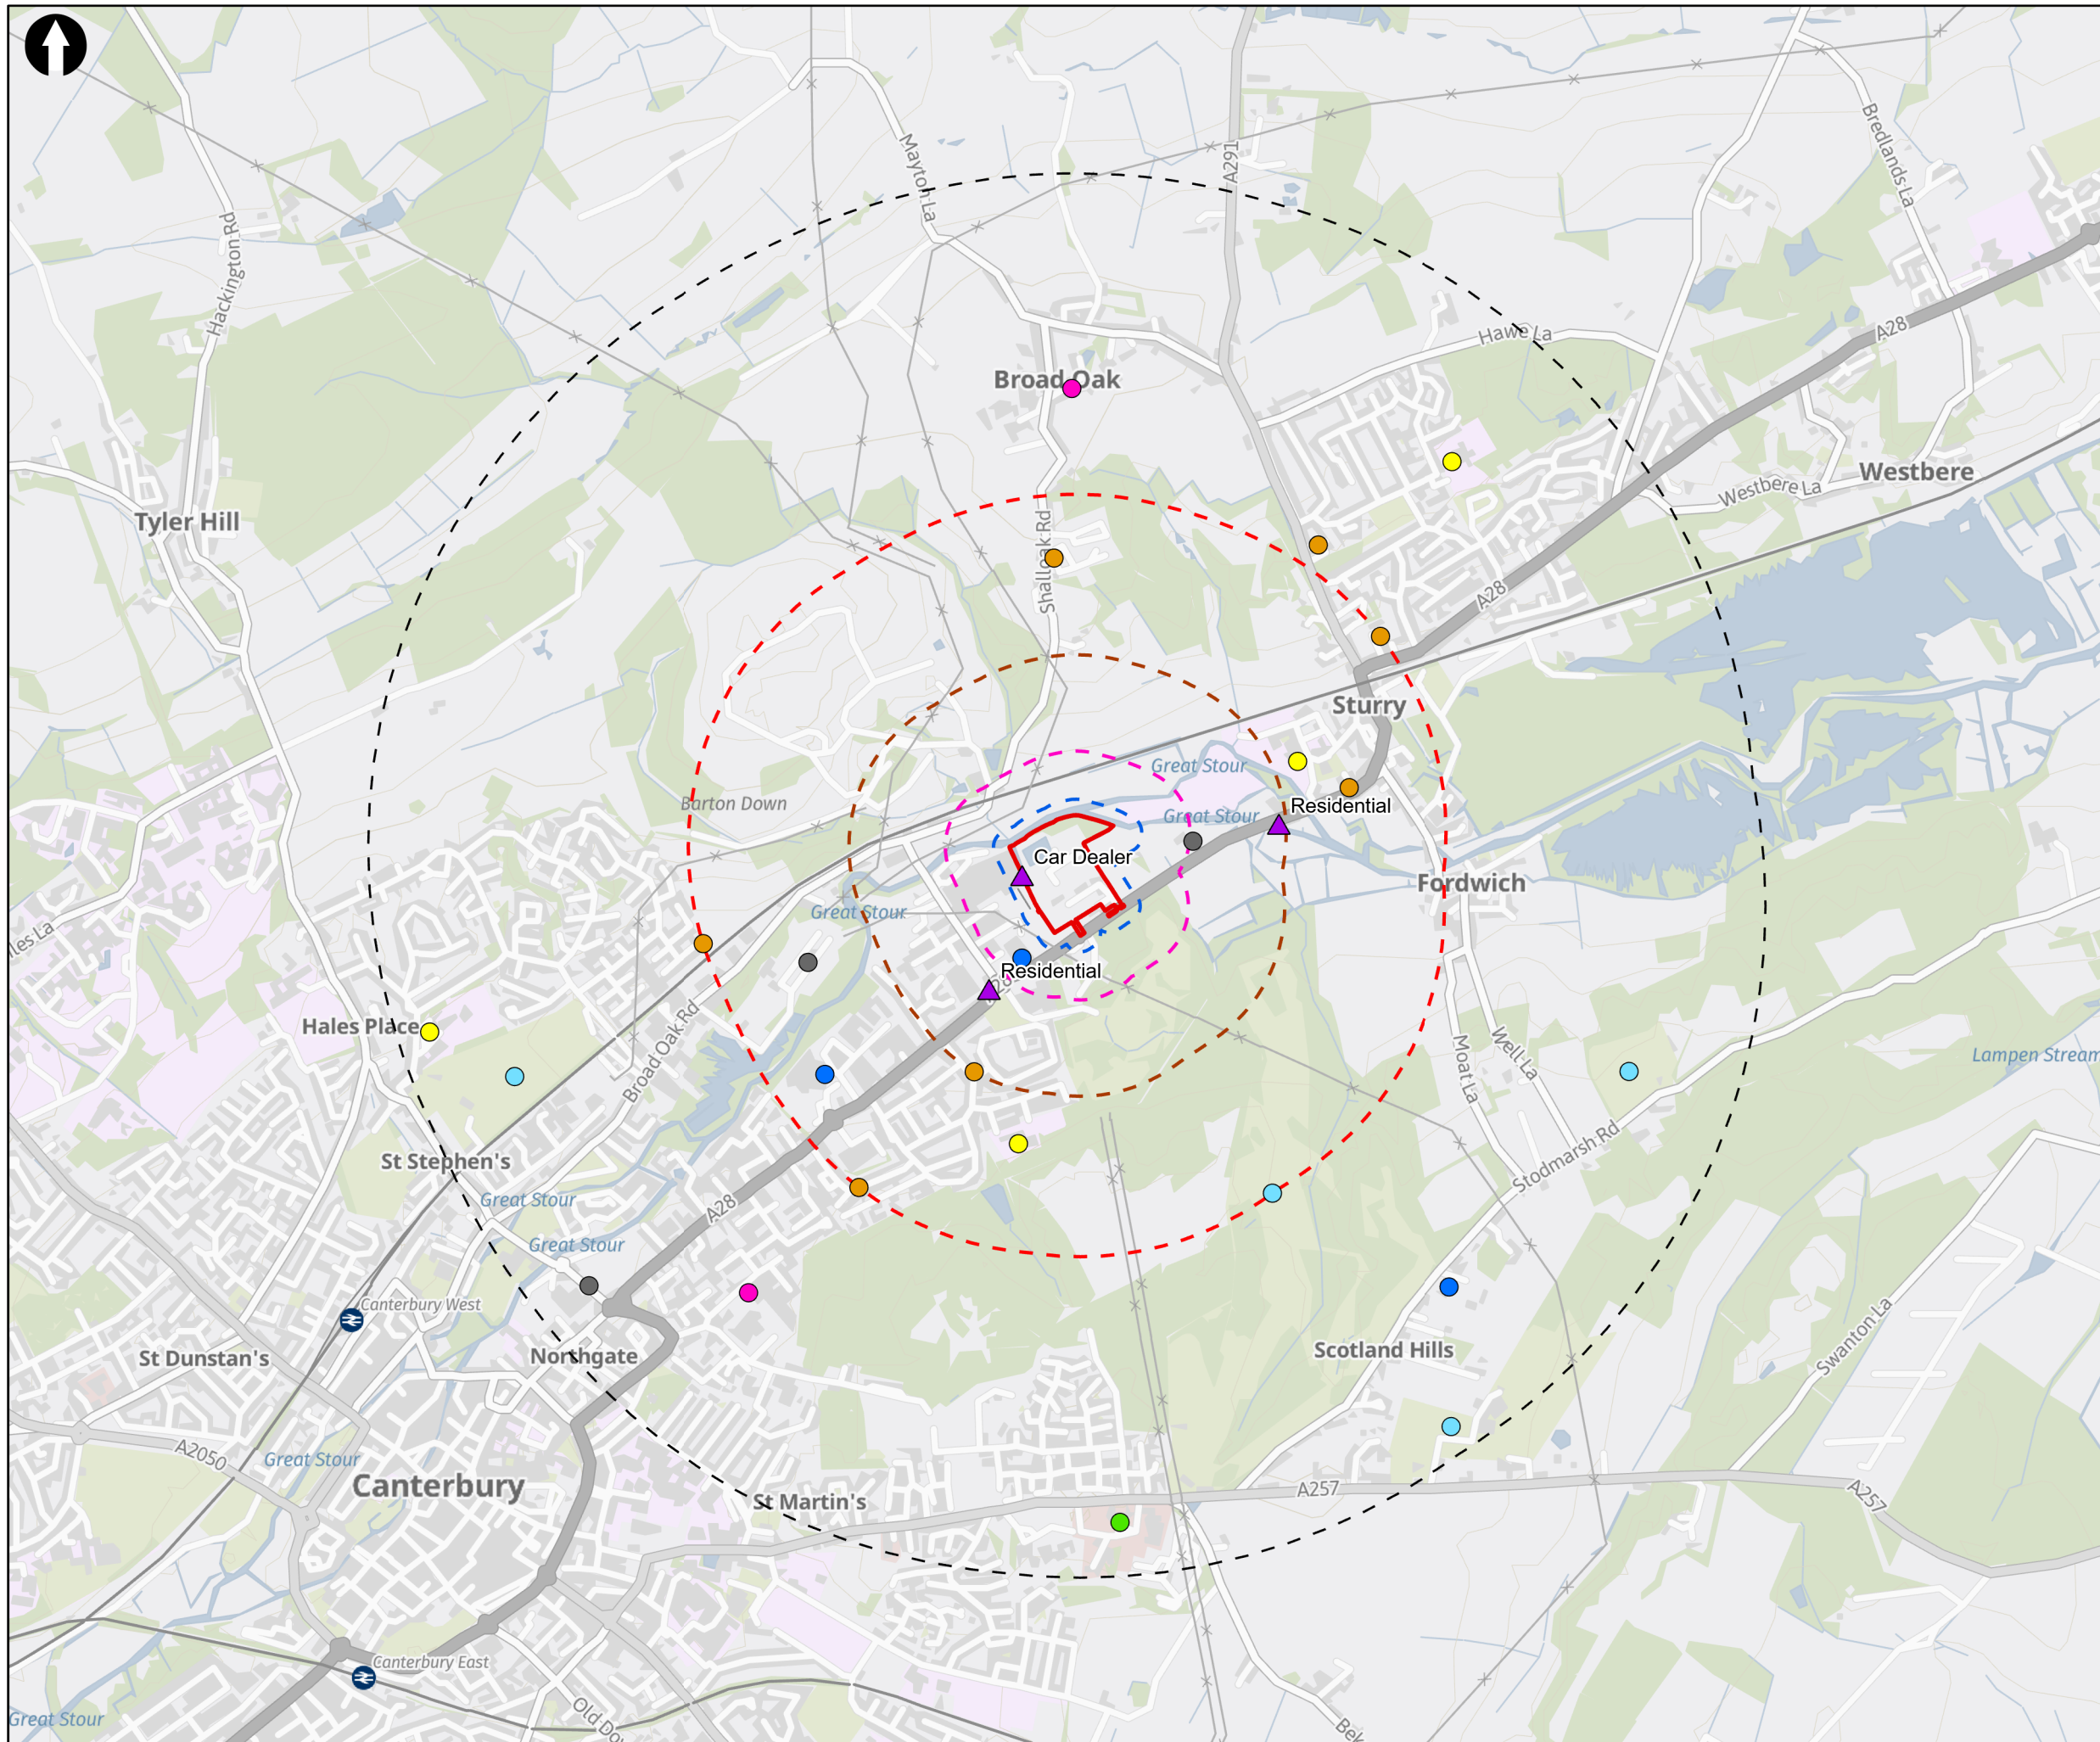 Mayton La
A291
Bredlands La
Hackington Rd
Hawe La
A28
Broad Oak
Westbere
Westbere La
Tyler Hill
Shalloak Rd
A28
Sturry
Great Stour
Residential
Barton Down
Great Stour
Car Dealer
Fordwich
Great Stour
Residential
Hales Place
Broad Oak Rd
Moat La
Well La
Lampen Stream
St Stephen's
Stodmarsh Rd
Great Stour
A28
Great Stour
Canterbury West
St Dunstan's
Northgate
Scotland Hills
Swanton La
A2050
Great Stour
Canterbury
St Martin's
A257
A257
Canterbury East
Great Stour